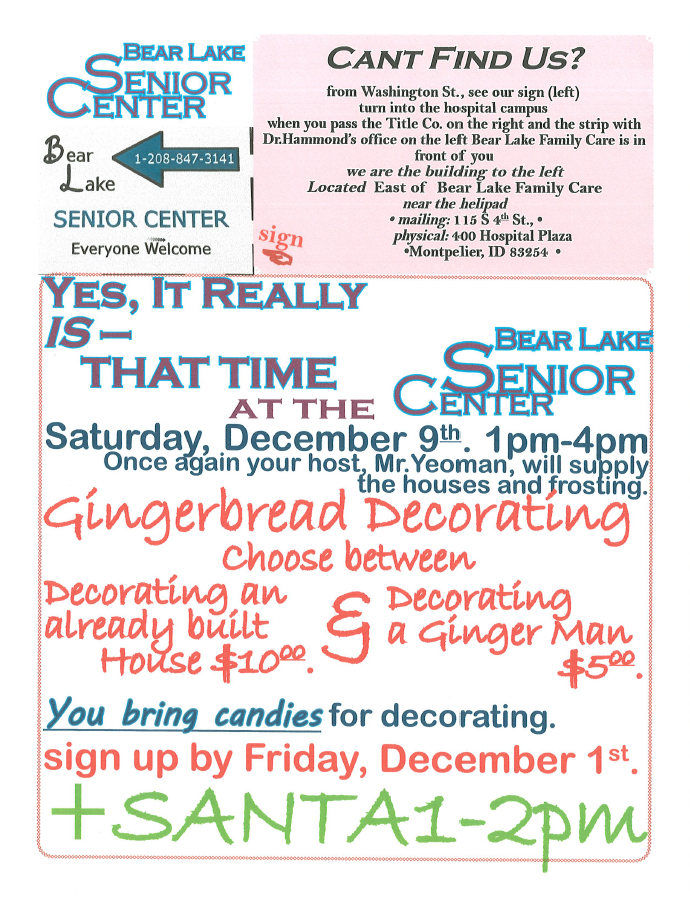 BEAR LAKE
SENIOR
CENTER
Bear
Lake
1-208-847-3141
SENIOR CENTER
Everyone Welcome
CANT FIND US?
from Washington St., see our sign (left)
turn into the hospital campus
when you pass the Title Co. on the right and the strip with
Dr.Hammond's office on the left Bear Lake Family Care is in
front of you
we are the building to the left
Located East of Bear Lake Family Care
near the helipad
• mailing: 115 S 4th St., •
physical: 400 Hospital Plaza
•Montpelier, ID 83254 •
sign
YES, IT REALLY
IS –
THAT TIME
AT THE
BEAR LAKE
SENIOR
CENTER
Saturday, December 9th. 1pm-4pm
Once again your host, Mr.Yeoman, will supply
the houses and frosting.
Gingerbread Decorating
Choose between
Decorating an
already built
House $1000.
&
Decorating
a Ginger Man
$500.
You bring candies for decorating.
sign up by Friday, December 1st.
+SANTA1-2pm